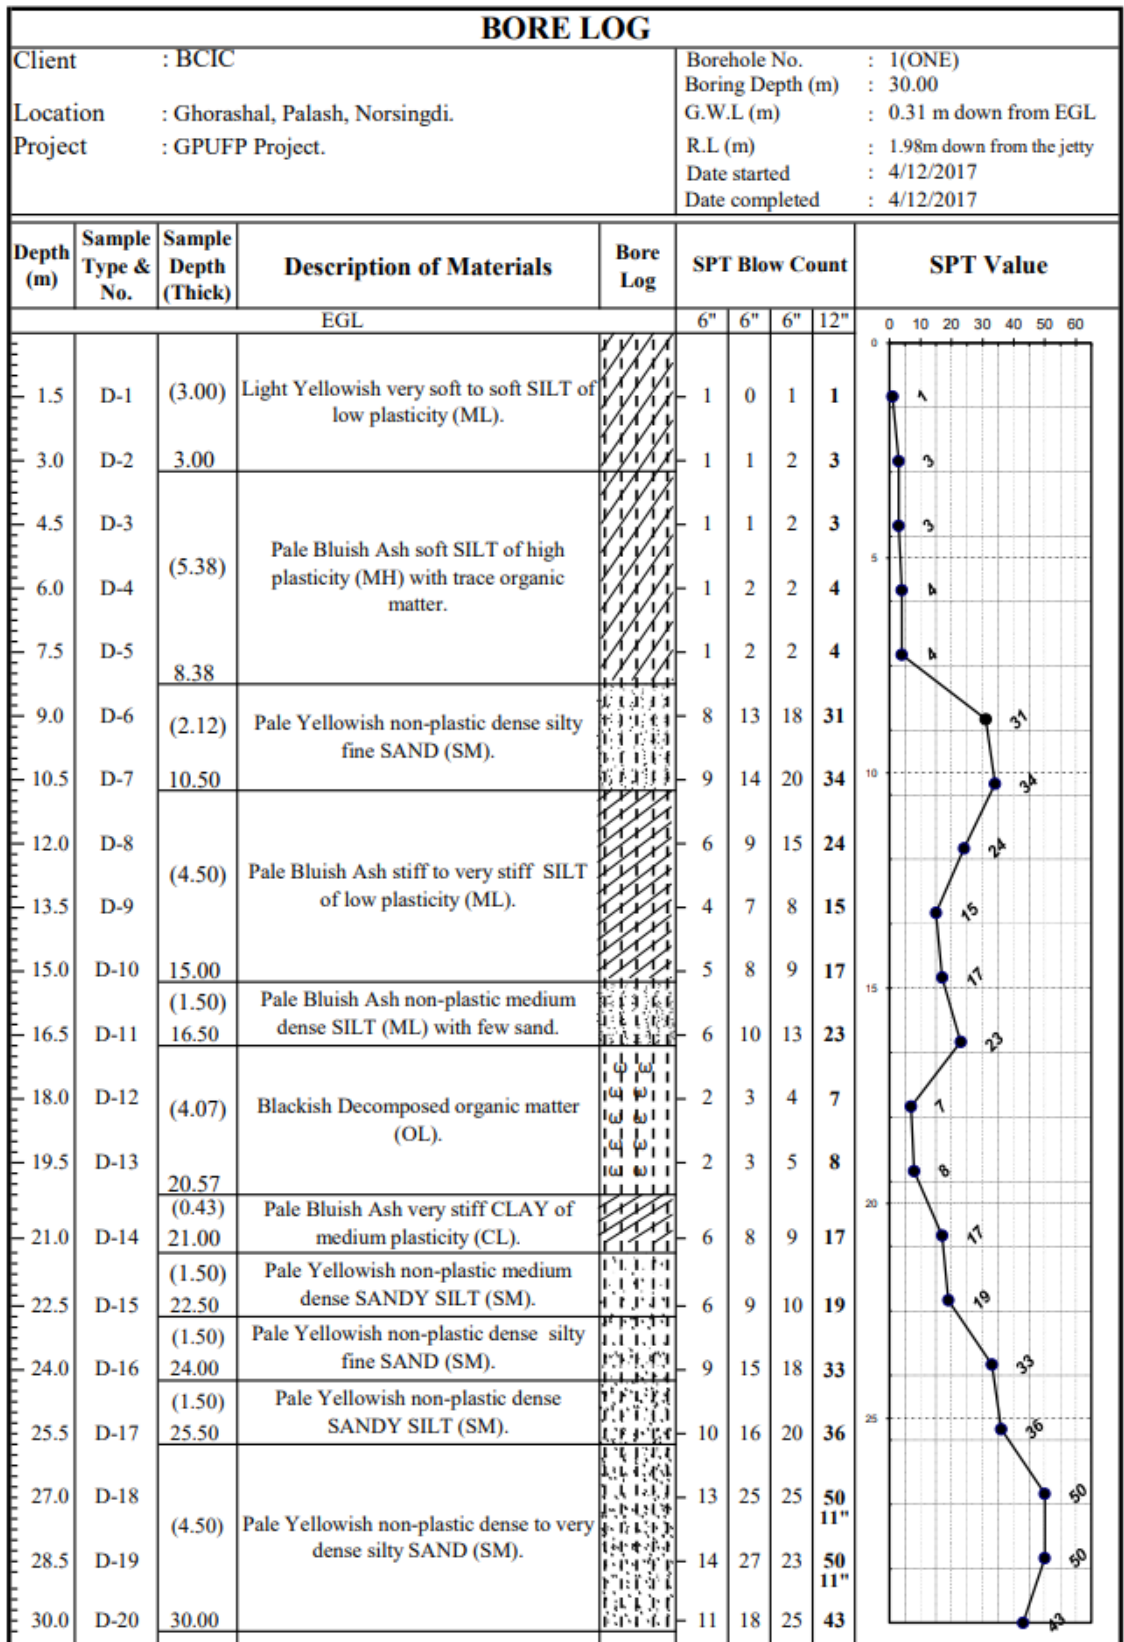 BORE LOG
Client : BCIC
Location : Ghorashal, Palash, Norsingdi.
Project : GPUFP Project.
Borehole No. : 1(ONE)
Boring Depth (m) : 30.00
G.W.L (m) : 0.31 m down from EGL
R.L (m) : 1.98m down from the jetty
Date started : 4/12/2017
Date completed : 4/12/2017
Depth (m) Sample Type & No. Sample Depth (Thick) Description of Materials Bore Log SPT Blow Count SPT Value
EGL 6" 6" 6" 12" 0 10 20 30 40 50 60
0
1.5 D-1 (3.00) Light Yellowish very soft to soft SILT of 1 0 1 1 1
low plasticity (ML).
3.0 D-2 3.00 1 1 2 3 3
4.5 D-3 1 1 2 3 3
(5.38) Pale Bluish Ash soft SILT of high 5
plasticity (MH) with trace organic
6.0 D-4 1 2 2 4 4
matter.
7.5 D-5 1 2 2 4 4
8.38
9.0 D-6 (2.12) Pale Yellowish non-plastic dense silty 8 13 18 31 31
fine SAND (SM).
10.5 D-7 10.50 9 14 20 34 10 34
12.0 D-8 6 9 15 24 24
(4.50) Pale Bluish Ash stiff to very stiff SILT
of low plasticity (ML).
13.5 D-9 4 7 8 15 15
15.0 D-10 15.00 5 8 9 17 17
(1.50) Pale Bluish Ash non-plastic medium 15
dense SILT (ML) with few sand.
16.5 D-11 16.50 6 10 13 23 23
18.0 D-12 2 3 4 7 7
(4.07) Blackish Decomposed organic matter
(OL).
19.5 D-13 2 3 5 8 8
20.57
(0.43) Pale Bluish Ash very stiff CLAY of 20
medium plasticity (CL).
21.0 D-14 21.00 6 8 9 17 17
(1.50) Pale Yellowish non-plastic medium
dense SANDY SILT (SM).
22.5 D-15 22.50 6 9 10 19 19
(1.50) Pale Yellowish non-plastic dense silty
fine SAND (SM).
24.0 D-16 24.00 9 15 18 33 33
(1.50) Pale Yellowish non-plastic dense 25
SANDY SILT (SM).
25.5 D-17 25.50 10 16 20 36 36
27.0 D-18 13 25 25 50 50
11"
(4.50) Pale Yellowish non-plastic dense to very
dense silty SAND (SM).
28.5 D-19 14 27 23 50 50
11"
30.0 D-20 30.00 11 18 25 43 43